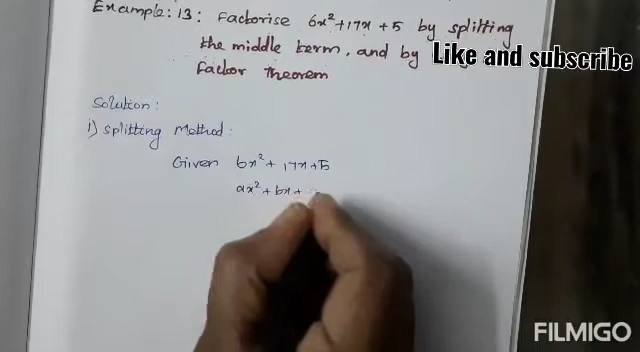 Example: 13: Factorise 6x² + 17x + 5 by splitting
the middle term, and by
Like and subscribe
Factor theorem
Solution:
i) splitting Method:
Given 6x² + 17x + 5
ax² + bx +
FILMIGO